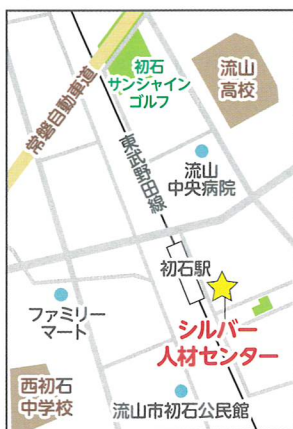 初石
サンシャイン
ゴルフ
流山
高校
常磐自動車道
東武野田線
流山
中央病院
初石駅
ファミリー
マート
シルバー
人材センター
西初石
中学校
流山市初石公民館